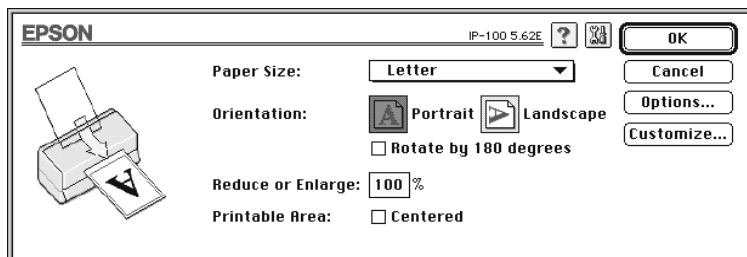 EPSON
IP-100 5.62E ?
OK
Paper Size: Letter
Cancel
Orientation: A Portrait A Landscape
Options...
Rotate by 180 degrees
Customize...
Reduce or Enlarge: 100 %
Printable Area: Centered
A